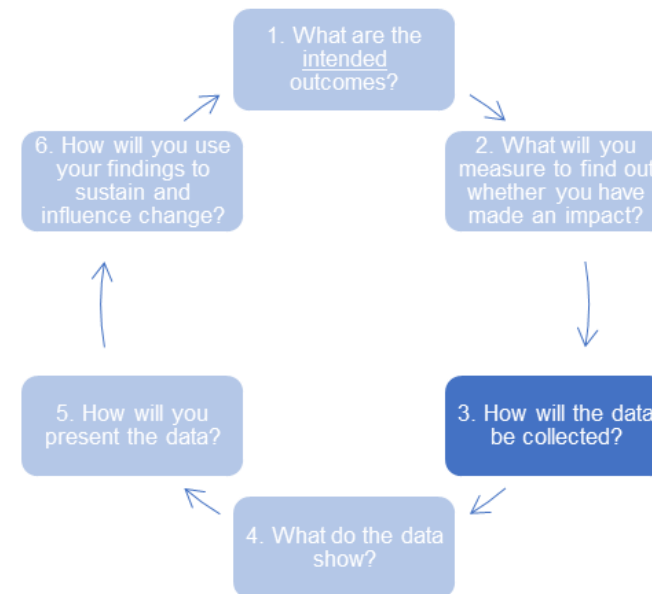 1. What are the
intended
outcomes?
2. What will you
measure to find out
whether you have
made an impact?
3. How will the data
be collected?
4. What do the data
show?
5. How will you
present the data?
6. How will you use
your findings to
sustain and
influence change?